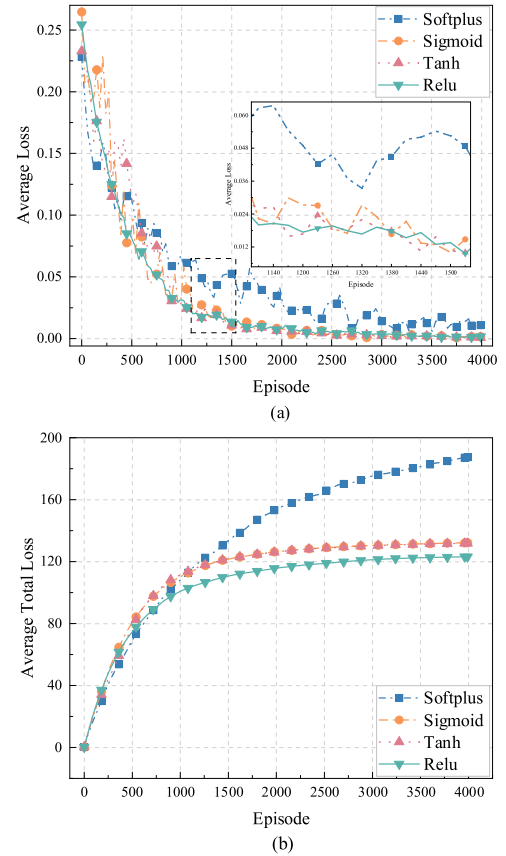 0.25
0.20
0.15
0.10
0.05
0.00
Average Loss
0
500
1000
1500
2000
2500
3000
3500
4000
Episode
Softplus
Sigmoid
Tanh
Relu
0.060
0.048
0.036
0.024
0.012
Average Loss
1140
1200
1260
1320
1380
1440
1500
Episode
(a)
200
160
120
80
40
0
Average Total Loss
0
500
1000
1500
2000
2500
3000
3500
4000
Episode
Softplus
Sigmoid
Tanh
Relu
(b)